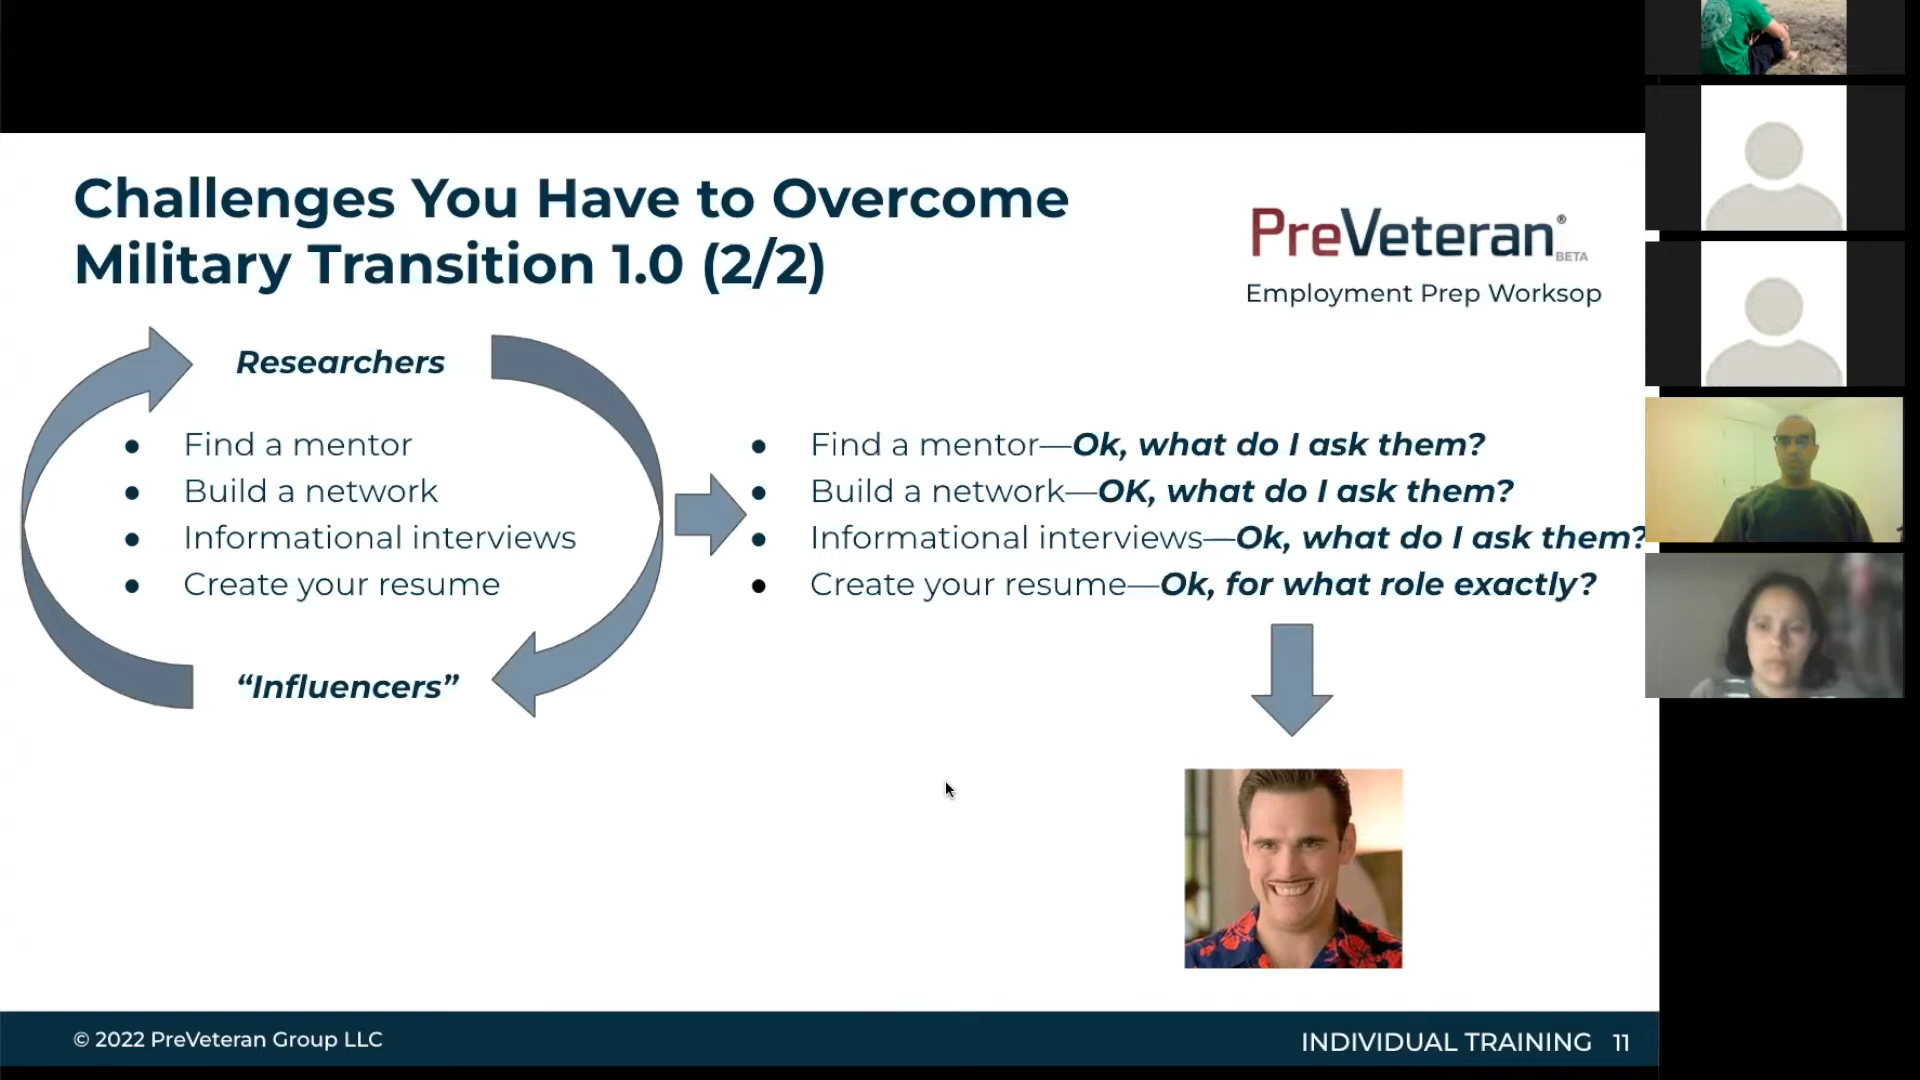 Challenges You Have to Overcome
Military Transition 1.0 (2/2)
PreVeteran®
BETA
Employment Prep Worksop
Researchers
● Find a mentor
● Build a network
● Informational interviews
● Create your resume
“Influencers”
● Find a mentor—Ok, what do I ask them?
● Build a network—OK, what do I ask them?
● Informational interviews—Ok, what do I ask them?
● Create your resume—Ok, for what role exactly?
© 2022 PreVeteran Group LLC
INDIVIDUAL TRAINING 11